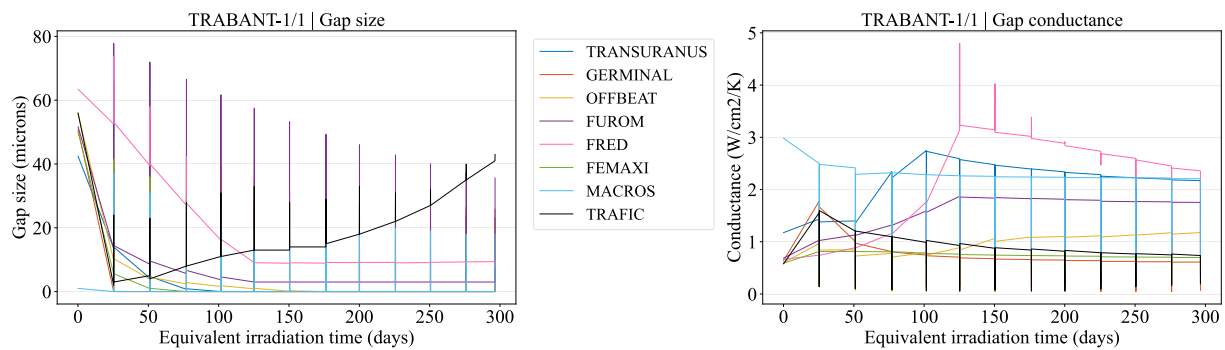 TRABANT-1/1 | Gap size
Gap size (microns)
80
60
40
20
0
0 50 100 150 200 250 300
Equivalent irradiation time (days)
TRANSURANUS
GERMINAL
OFFBEAT
FUROM
FRED
FEMAXI
MACROS
TRAFIC
TRABANT-1/1 | Gap conductance
Conductance (W/cm2/K)
5
4
3
2
1
0
0 50 100 150 200 250 300
Equivalent irradiation time (days)